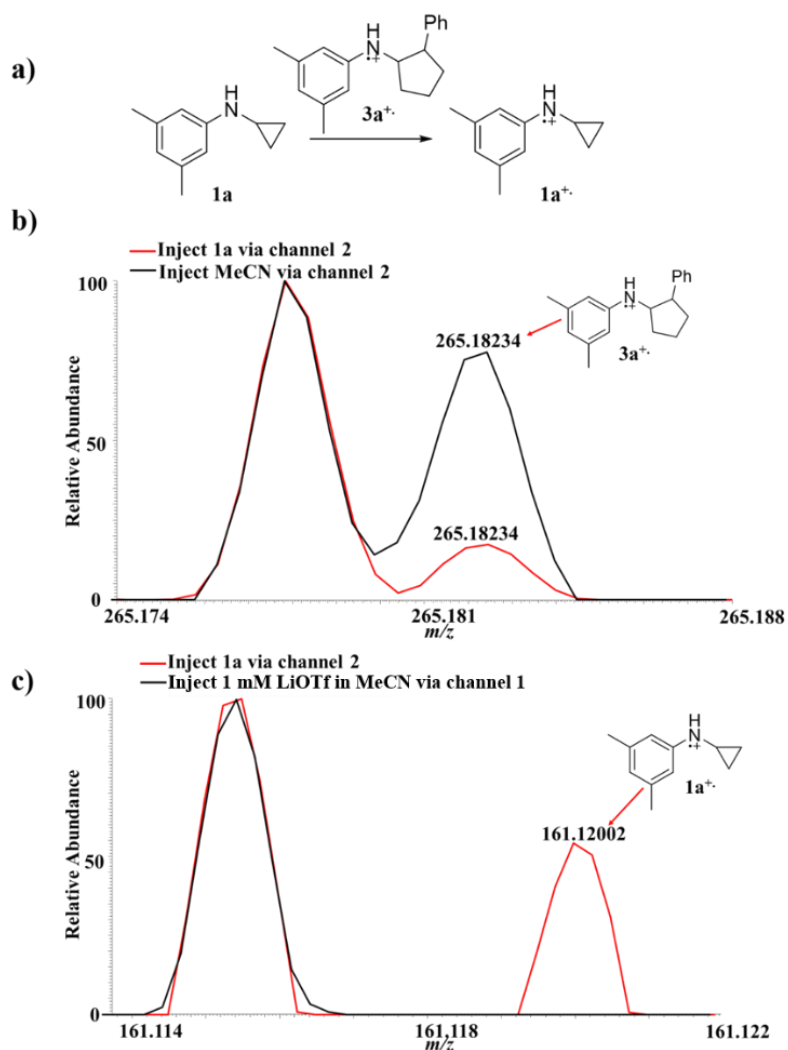 a)
H
N
·+
Ph
3a⁺·
H
N
1a
H
N
·+
1a⁺·
b)
Inject 1a via channel 2
Inject MeCN via channel 2
100
50
0
Relative Abundance
265.18234
265.18234
H
N
·+
Ph
3a⁺·
265.174
265.181
265.188
m/z
c)
Inject 1a via channel 2
Inject 1 mM LiOTf in MeCN via channel 1
100
50
0
Relative Abundance
161.12002
H
N
·+
1a⁺·
161.114
161.118
161.122
m/z